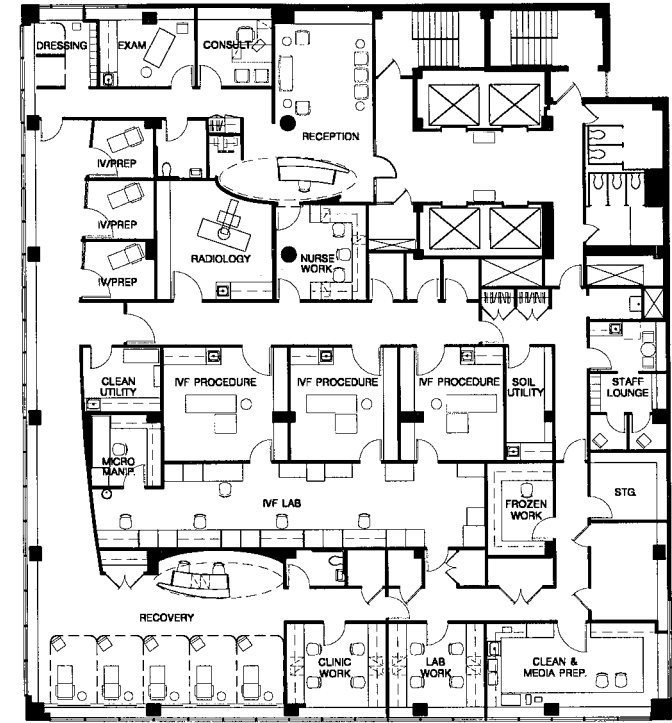 DRESSING
EXAM
CONSULT
RECEPTION
IV/PREP
IV/PREP
IV/PREP
RADIOLOGY
NURSE
WORK
CLEAN
UTILITY
IVF PROCEDURE
IVF PROCEDURE
IVF PROCEDURE
SOIL
UTILITY
STAFF
LOUNGE
MICRO
MANIP.
IVF LAB
FROZEN
WORK
STG.
RECOVERY
CLINIC
WORK
LAB
WORK
CLEAN &
MEDIA PREP.